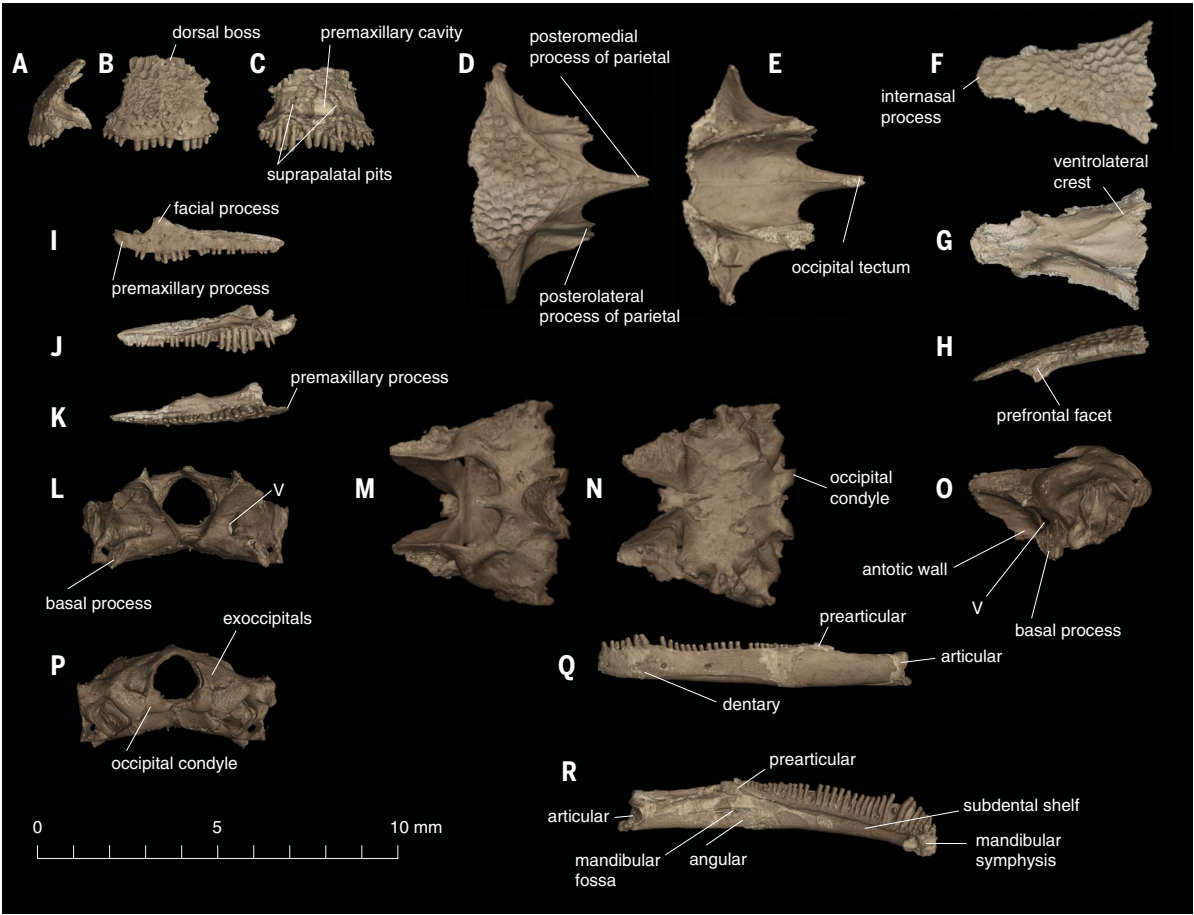 A
B
dorsal boss
C
premaxillary cavity
suprapalatal pits
D
posteromedial
process of parietal
posterolateral
process of parietal
E
occipital tectum
F
internasal
process
ventrolateral
crest
G
H
prefrontal facet
I
facial process
premaxillary process
J
K
premaxillary process
L
V
basal process
M
N
occipital
condyle
O
antotic wall
V
basal process
P
exoccipitals
occipital condyle
Q
prearticular
articular
dentary
R
prearticular
articular
subdental shelf
mandibular
symphysis
mandibular
fossa
angular
0 5 10 mm